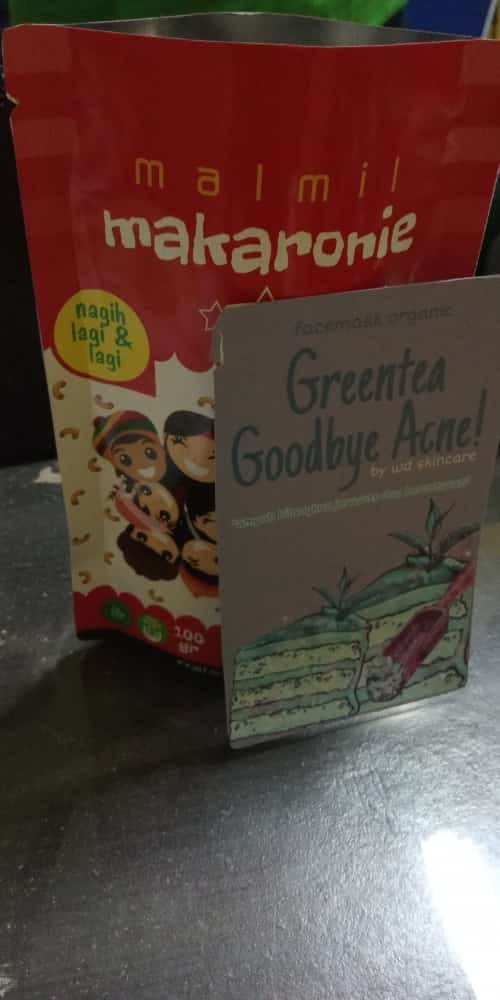 malmil
makaronie
nagih
lagi &
lagi
100
gr
facemask organic
Greentea
Goodbye Acne!
by wd skincare